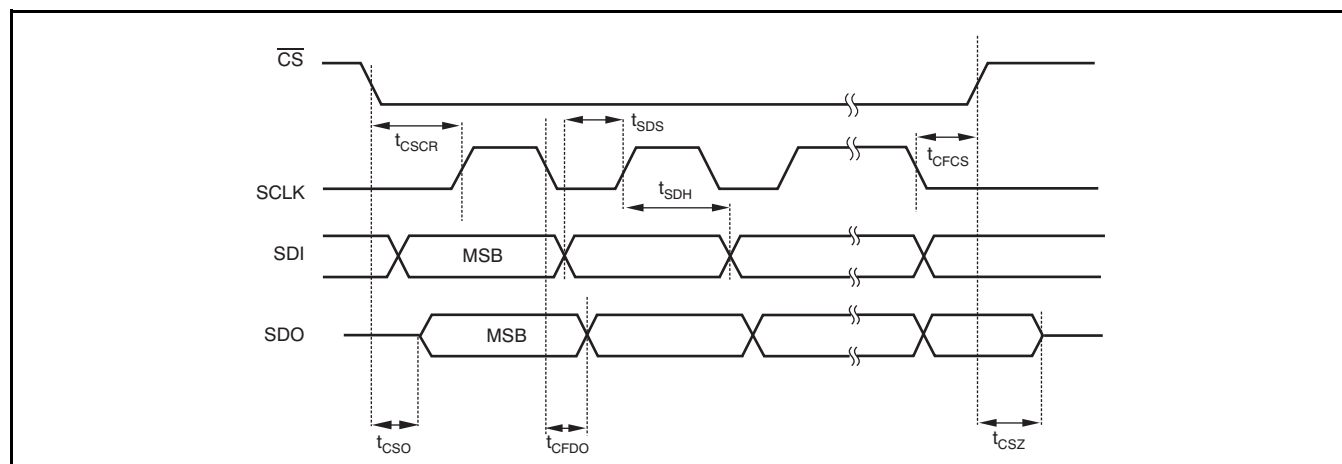 CS
tSDS
tCSCR
tCFCS
SCLK
tSDH
SDI
MSB
SDO
MSB
tCSO
tCFDO
tCSZ